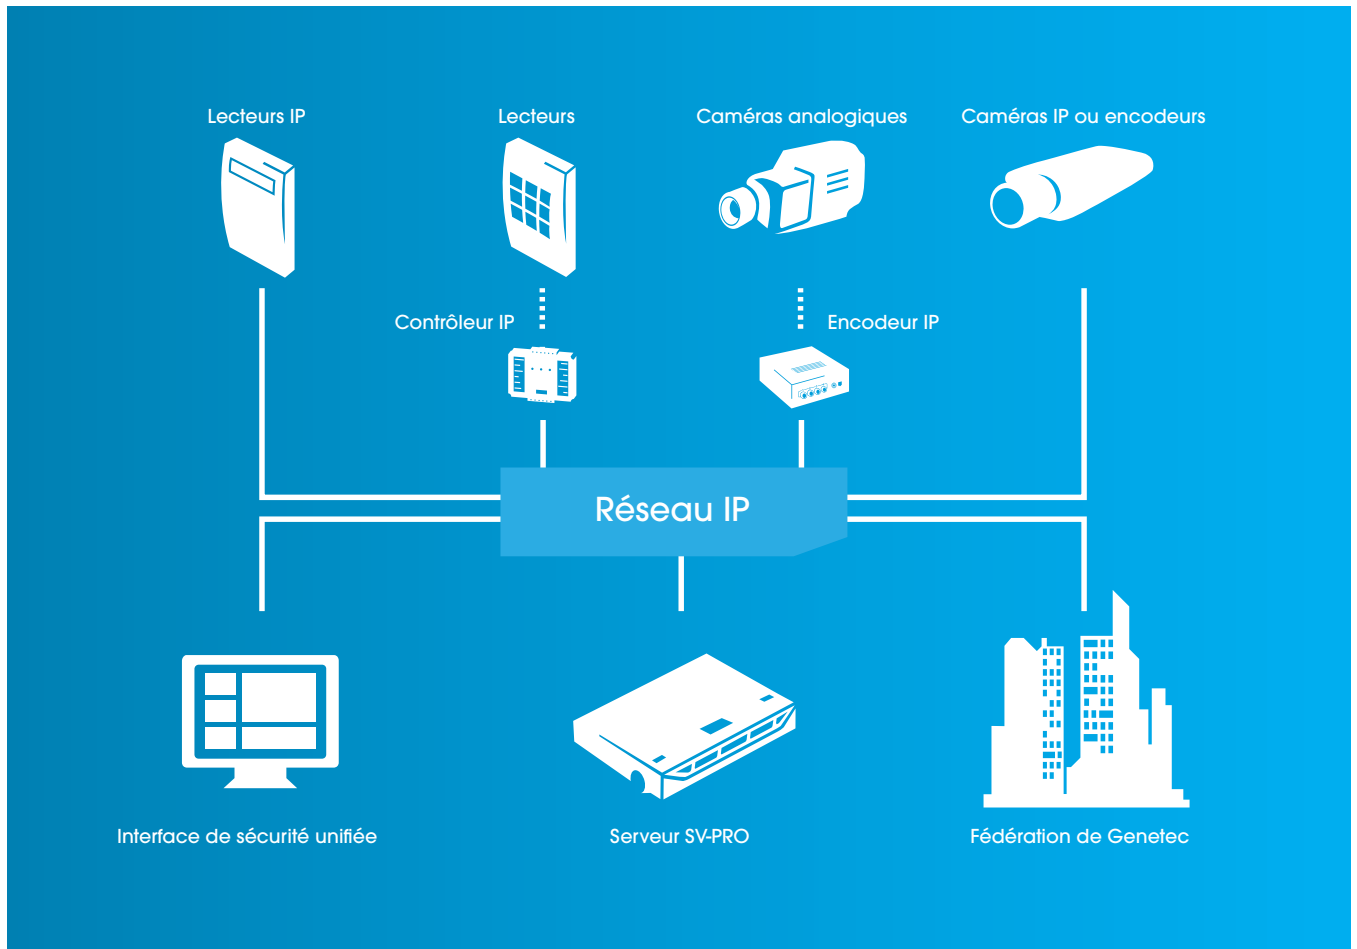 Lecteurs IP
Lecteurs
Caméras analogiques
Caméras IP ou encodeurs
Contrôleur IP
Encodeur IP
Réseau IP
Interface de sécurité unifiée
Serveur SV-PRO
Fédération de Genetec